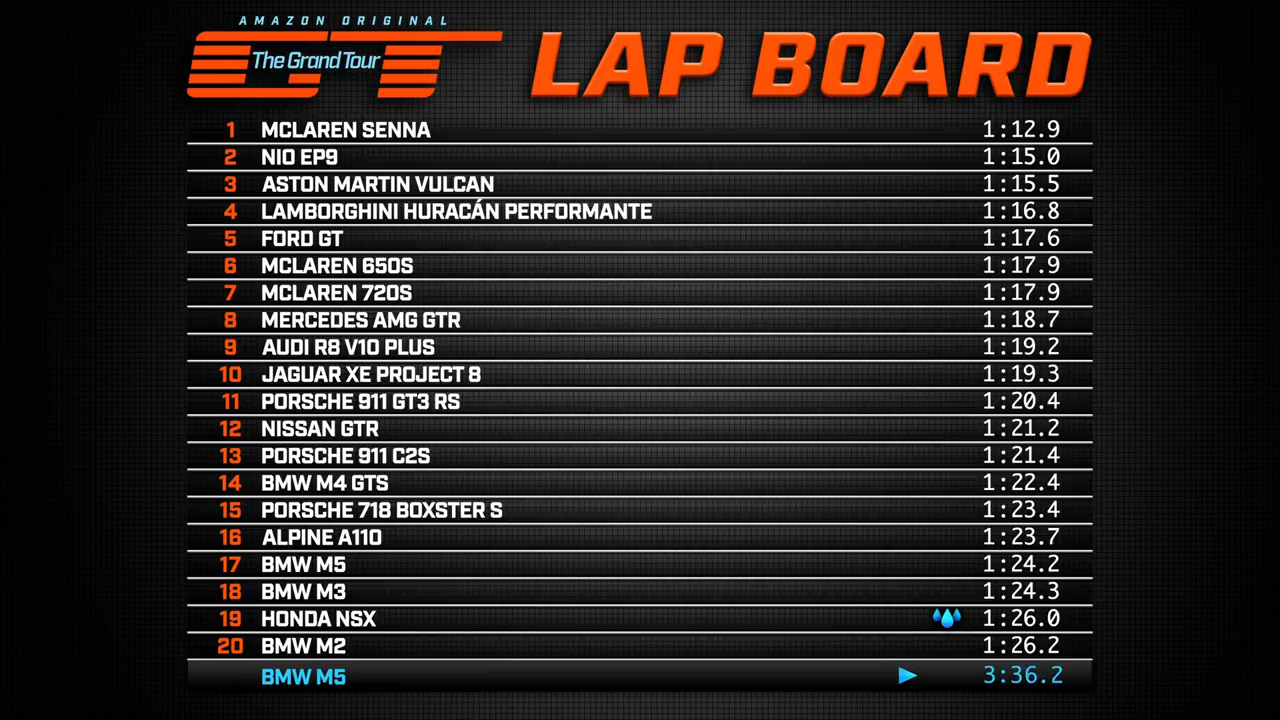 AMAZON ORIGINAL
The Grand Tour
LAP BOARD
1 MCLAREN SENNA 1:12.9
2 NIO EP9 1:15.0
3 ASTON MARTIN VULCAN 1:15.5
4 LAMBORGHINI HURACÁN PERFORMANTE 1:16.8
5 FORD GT 1:17.6
6 MCLAREN 650S 1:17.9
7 MCLAREN 720S 1:17.9
8 MERCEDES AMG GTR 1:18.7
9 AUDI R8 V10 PLUS 1:19.2
10 JAGUAR XE PROJECT 8 1:19.3
11 PORSCHE 911 GT3 RS 1:20.4
12 NISSAN GTR 1:21.2
13 PORSCHE 911 C2S 1:21.4
14 BMW M4 GTS 1:22.4
15 PORSCHE 718 BOXSTER S 1:23.4
16 ALPINE A110 1:23.7
17 BMW M5 1:24.2
18 BMW M3 1:24.3
19 HONDA NSX 1:26.0
20 BMW M2 1:26.2
BMW M5 3:36.2